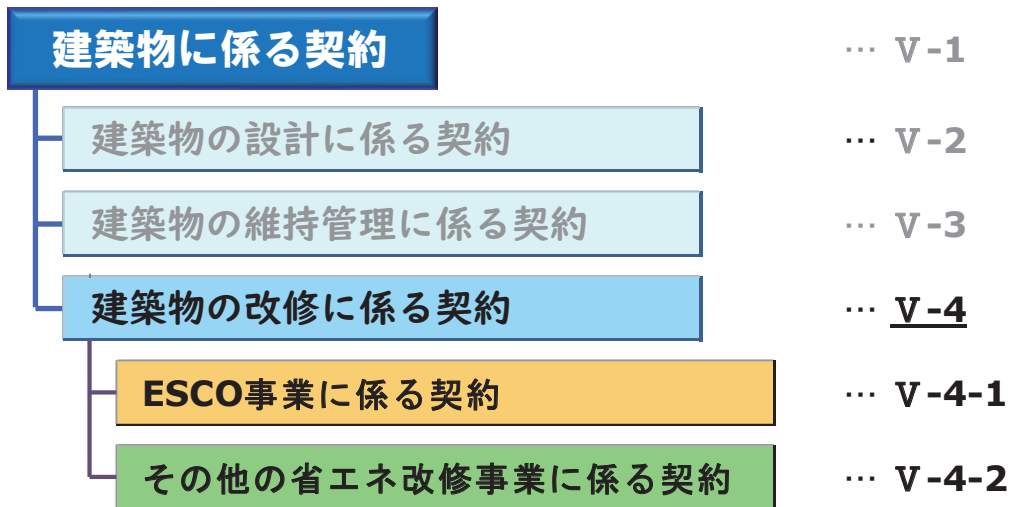 建築物に係る契約 … Ⅴ-1
建築物の設計に係る契約 … Ⅴ-2
建築物の維持管理に係る契約 … Ⅴ-3
建築物の改修に係る契約 … Ⅴ-4
ESCO事業に係る契約 … Ⅴ-4-1
その他の省エネ改修事業に係る契約 … Ⅴ-4-2